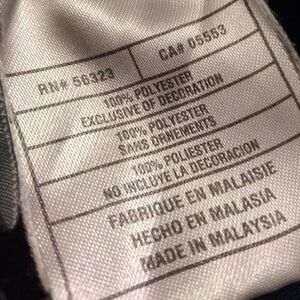 RN# 56323 CA# 05553
100% POLYESTER
EXCLUSIVE OF DECORATION
100% POLYESTER
SANS ORNEMENTS
100% POLIESTER
NO INCLUYE LA DECORACION
FABRIQUE EN MALAISIE
HECHO EN MALASIA
MADE IN MALAYSIA